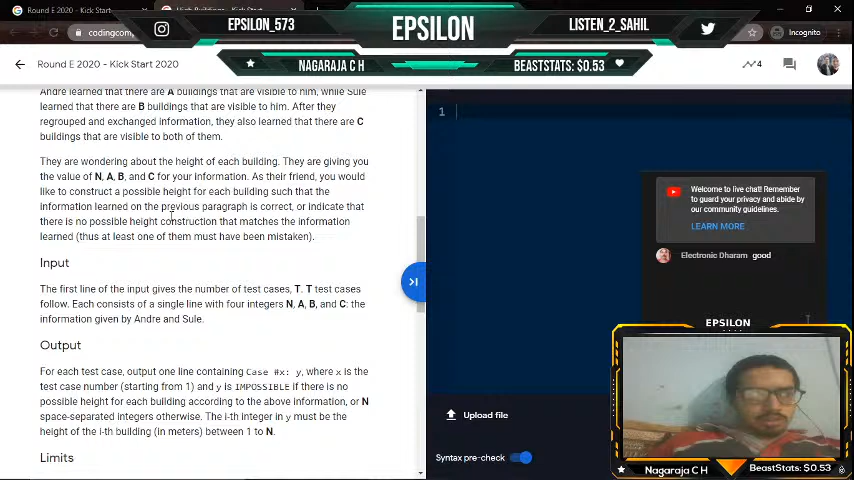 Round E 2020 - Kick Start
Kick Buildings - Kick Start
EPSILON_573
EPSILON
LISTEN_2_SAHIL
codingcom
Incognito
Round E 2020 - Kick Start 2020
NAGARAJA C H
BEASTSTATS: $0.53
4
Andre learned that there are A buildings that are visible to him, while Sule
learned that there are B buildings that are visible to him. After they
regrouped and exchanged information, they also learned that there are C
buildings that are visible to both of them.
They are wondering about the height of each building. They are giving you
the value of N, A, B, and C for your information. As their friend, you would
like to construct a possible height for each building such that the
information learned on the previous paragraph is correct, or indicate that
there is no possible height construction that matches the information
learned (thus at least one of them must have been mistaken).
Input
The first line of the input gives the number of test cases, T. T test cases
follow. Each consists of a single line with four integers N, A, B, and C: the
information given by Andre and Sule.
Output
For each test case, output one line containing Case #x: y, where x is the
test case number (starting from 1) and y is IMPOSSIBLE if there is no
possible height for each building according to the above information, or N
space-separated integers otherwise. The i-th integer in y must be the
height of the i-th building (in meters) between 1 to N.
Limits
1
Welcome to live chat! Remember
to guard your privacy and abide by
our community guidelines.
LEARN MORE
Electronic Dharam good
EPSILON
Upload file
Syntax pre-check
Nagaraja C H
BeastStats: $0.53